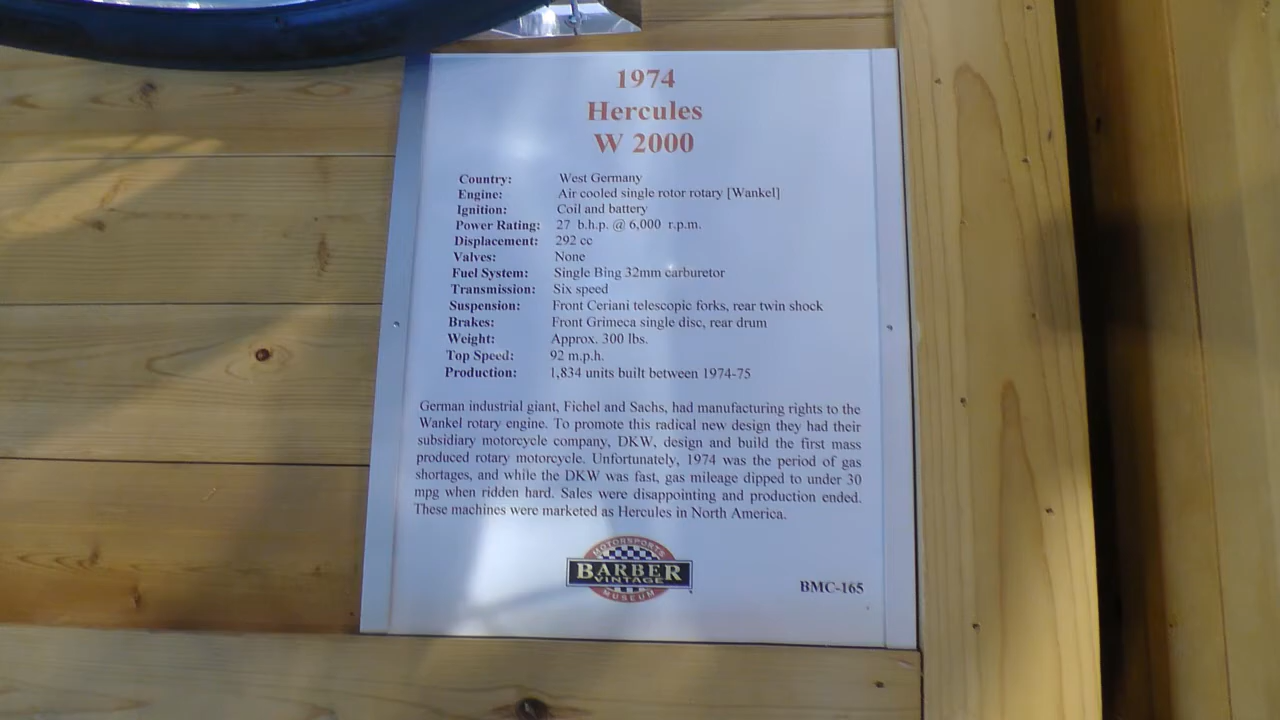 1974
Hercules
W 2000
Country: West Germany
Engine: Air cooled single rotor rotary [Wankel]
Ignition: Coil and battery
Power Rating: 27 b.h.p. @ 6,000 r.p.m.
Displacement: 292 cc
Valves: None
Fuel System: Single Bing 32mm carburetor
Transmission: Six speed
Suspension: Front Ceriani telescopic forks, rear twin shock
Brakes: Front Grimeca single disc, rear drum
Weight: Approx. 300 lbs.
Top Speed: 92 m.p.h.
Production: 1,834 units built between 1974-75
German industrial giant, Fichel and Sachs, had manufacturing rights to the
Wankel rotary engine. To promote this radical new design they had their
subsidiary motorcycle company, DKW, design and build the first mass
produced rotary motorcycle. Unfortunately, 1974 was the period of gas
shortages, and while the DKW was fast, gas mileage dipped to under 30
mpg when ridden hard. Sales were disappointing and production ended.
These machines were marketed as Hercules in North America.
MOTORSPORTS
BARBER
VINTAGE
MUSEUM
BMC-165